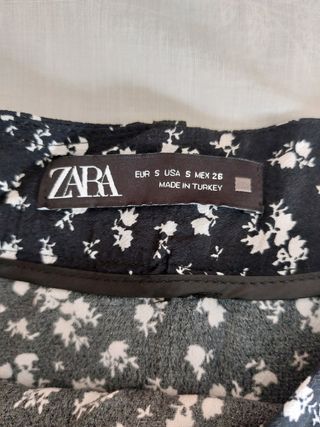 ZARA
EUR S USA S MEX 26
MADE IN TURKEY